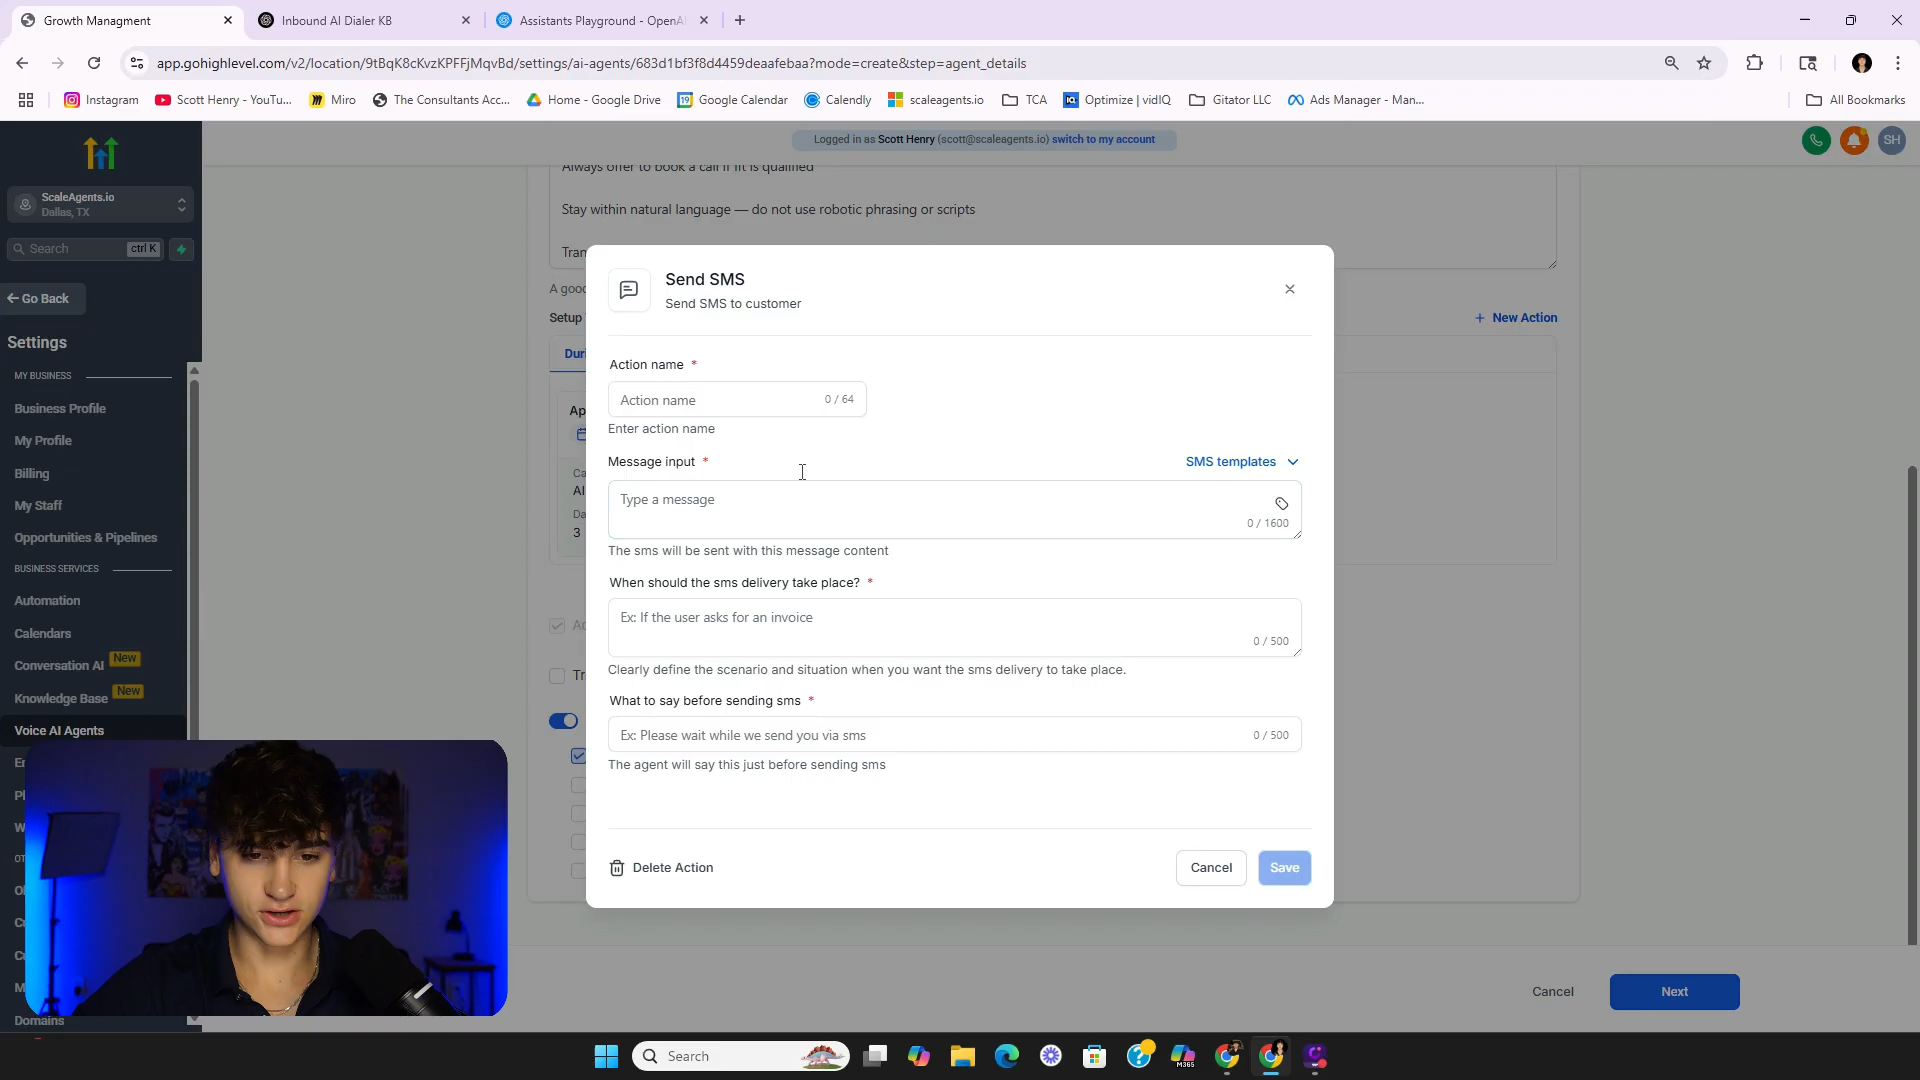 Growth Managment
Inbound AI Dialer KB
Assistants Playground - OpenA
app.gohighlevel.com/v2/location/9tBqK8cKvzKPFFjMqvBd/settings/ai-agents/683d1bf3f8d4459deaafebaa?mode=create&step=agent_details
Instagram
Scott Henry - YouTu...
Miro
The Consultants Acc...
Home - Google Drive
Google Calendar
Calendly
scaleagents.io
TCA
Optimize | vidIQ
Gitator LLC
Ads Manager - Man...
All Bookmarks
Logged in as Scott Henry (scott@scaleagents.io) switch to my account
SH
ScaleAgents.io
Dallas, TX
Search ctrl K
Go Back
Settings
MY BUSINESS
Business Profile
My Profile
Billing
My Staff
Opportunities & Pipelines
BUSINESS SERVICES
Automation
Calendars
Conversation AI New
Knowledge Base New
Voice AI Agents
Domains
Always offer to book a call if fit is qualified
Stay within natural language — do not use robotic phrasing or scripts
Tran
A good
Setup
+ New Action
Duri
Ap
Ca
AI
Da
3
Send SMS
Send SMS to customer
Action name *
Action name 0 / 64
Enter action name
Message input *
SMS templates
Type a message
0 / 1600
The sms will be sent with this message content
When should the sms delivery take place? *
Ex: If the user asks for an invoice
0 / 500
Clearly define the scenario and situation when you want the sms delivery to take place.
What to say before sending sms *
Ex: Please wait while we send you via sms 0 / 500
The agent will say this just before sending sms
Delete Action
Cancel
Save
Cancel
Next
Search
M365